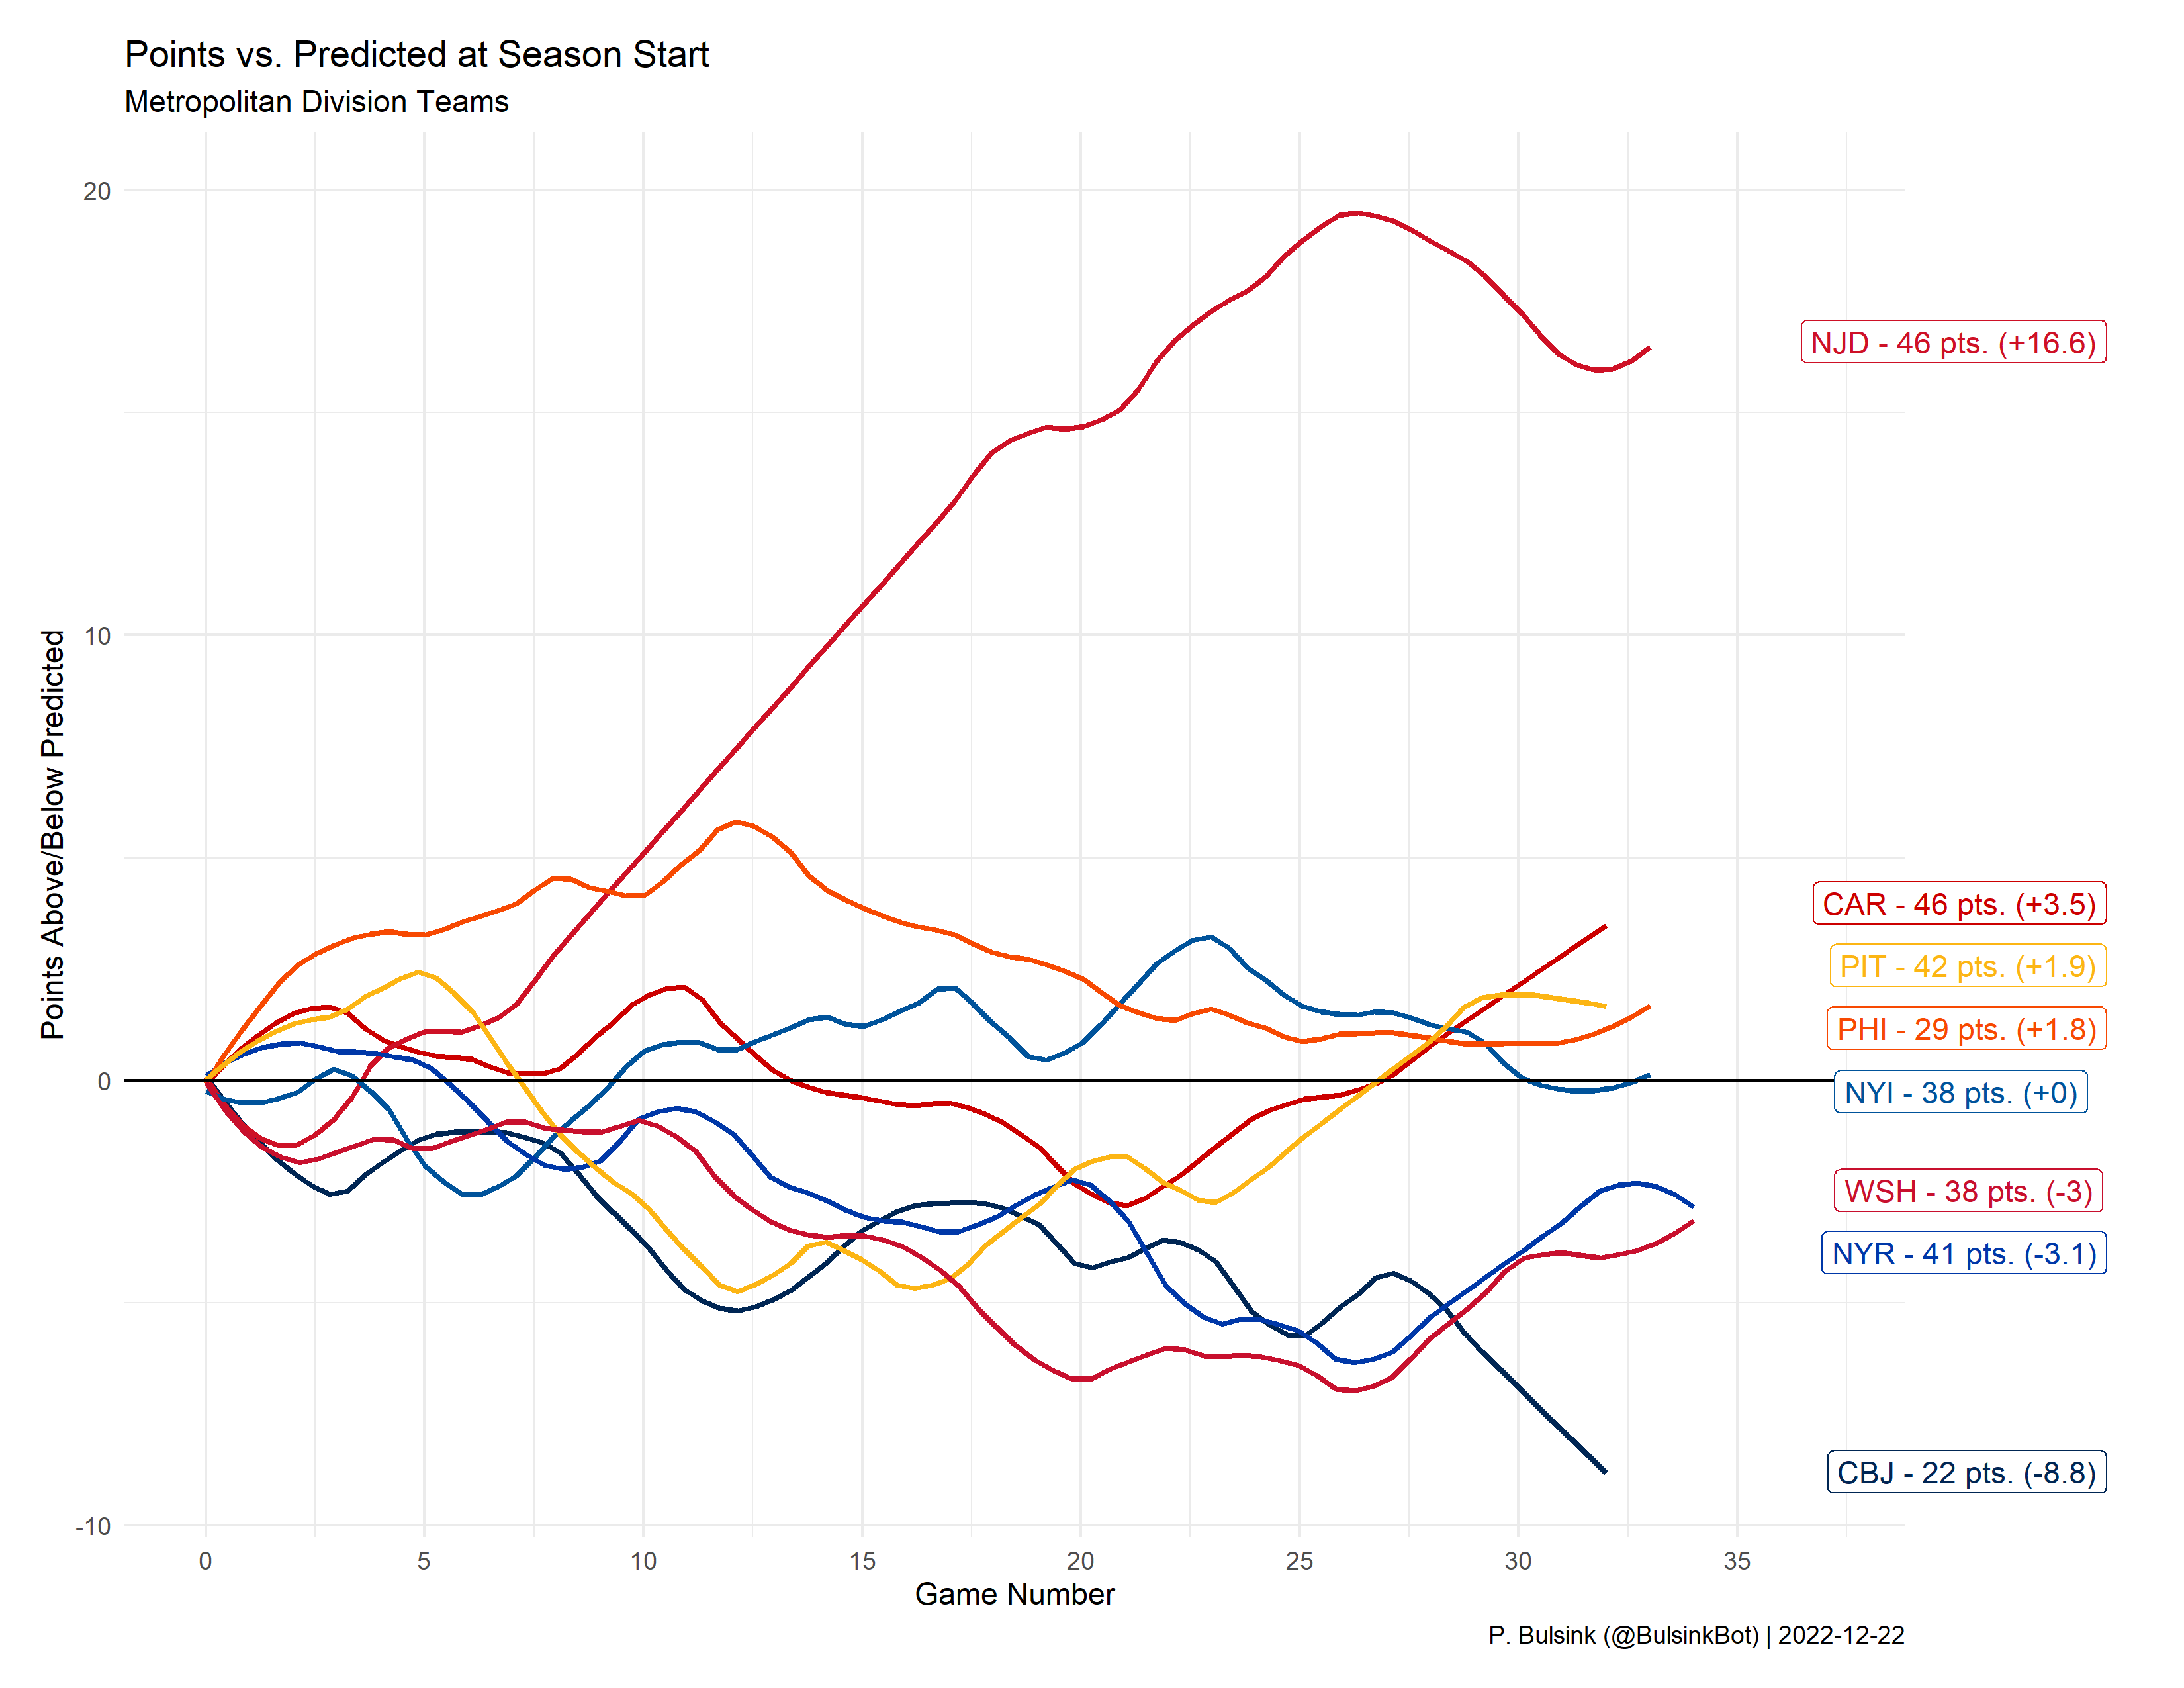 Points vs. Predicted at Season Start
Metropolitan Division Teams
Points Above/Below Predicted
20
10
0
-10
NJD - 46 pts. (+16.6)
CAR - 46 pts. (+3.5)
PIT - 42 pts. (+1.9)
PHI - 29 pts. (+1.8)
NYI - 38 pts. (+0)
WSH - 38 pts. (-3)
NYR - 41 pts. (-3.1)
CBJ - 22 pts. (-8.8)
0 5 10 15 20 25 30 35
Game Number
P. Bulsink (@BulsinkBot) | 2022-12-22